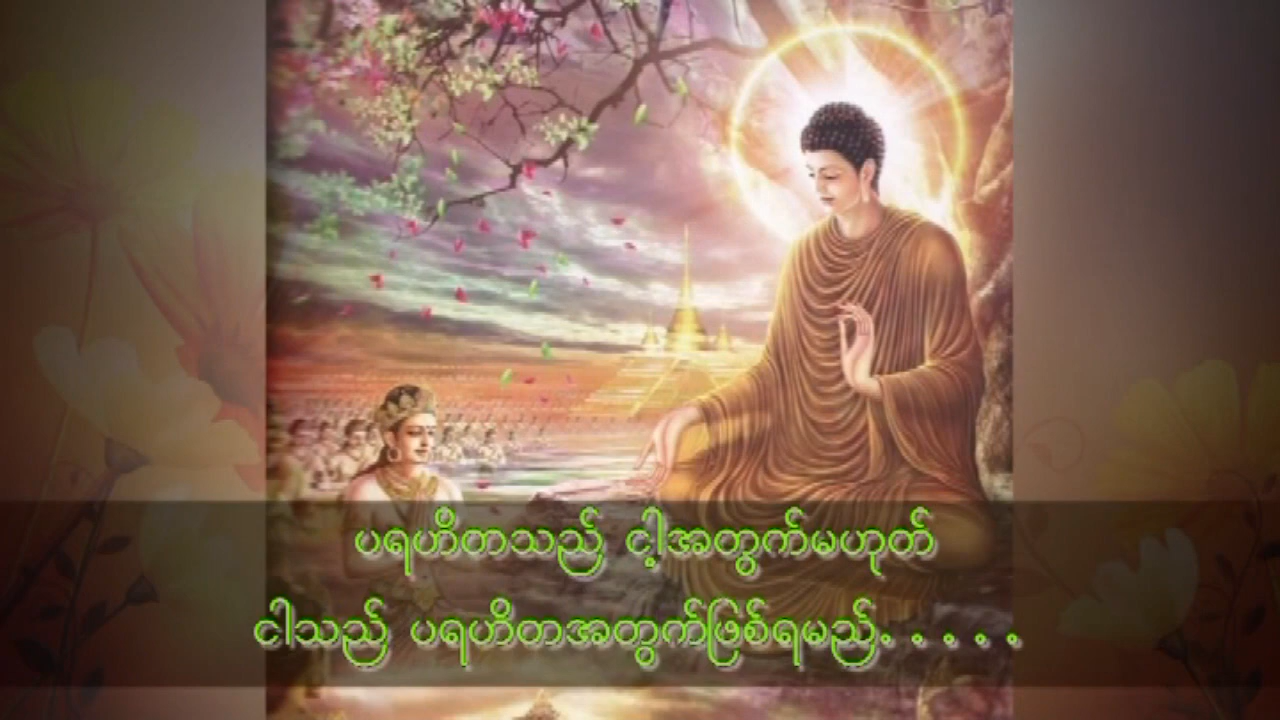 ပရဟိတသည် ငါ့အတွက်မဟုတ်
ငါသည် ပရဟိတအတွက်ဖြစ်ရမည်. . . . .